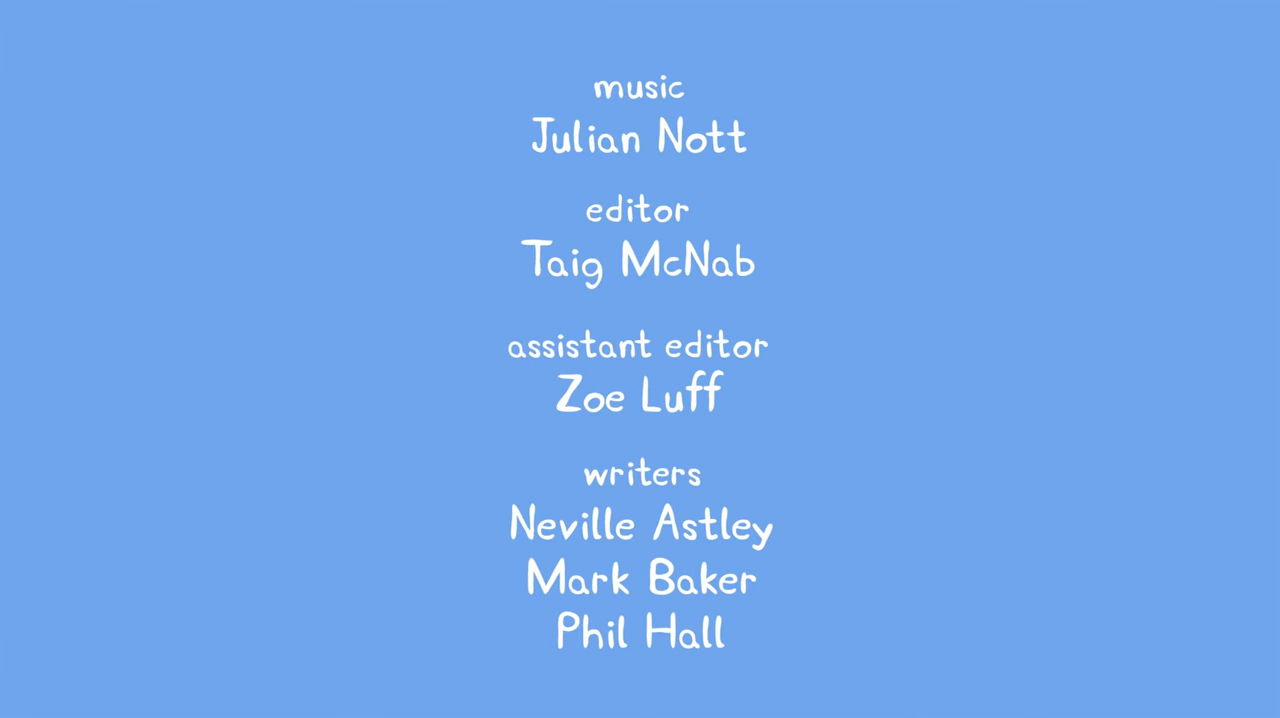 music
Julian Nott
editor
Taig McNab
assistant editor
Zoe Luff
writers
Neville Astley
Mark Baker
Phil Hall